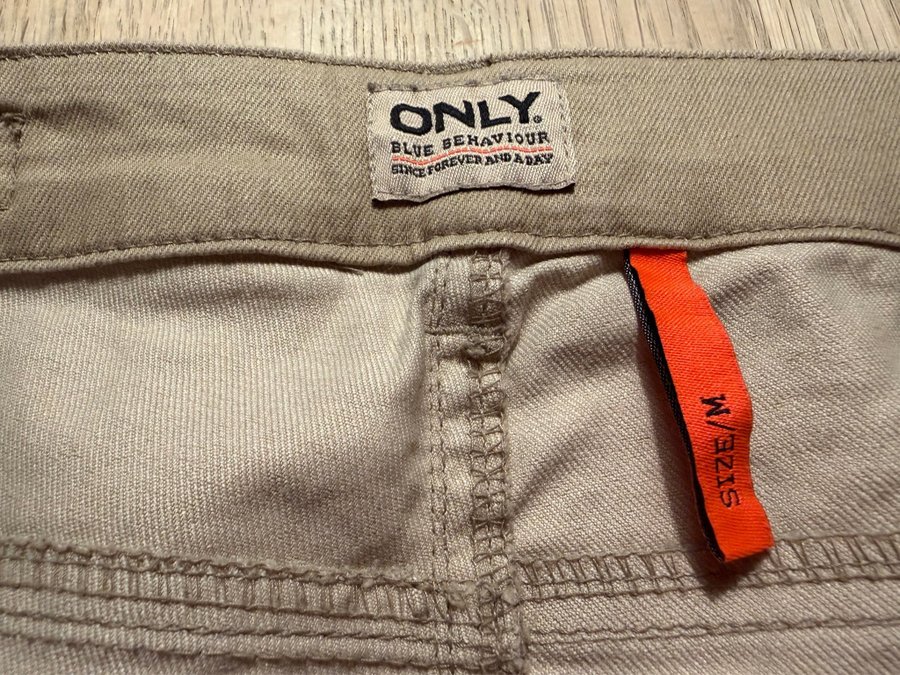 ONLY®
BLUE BEHAVIOUR
SINCE FOREVER AND A DAY
SIZE/M